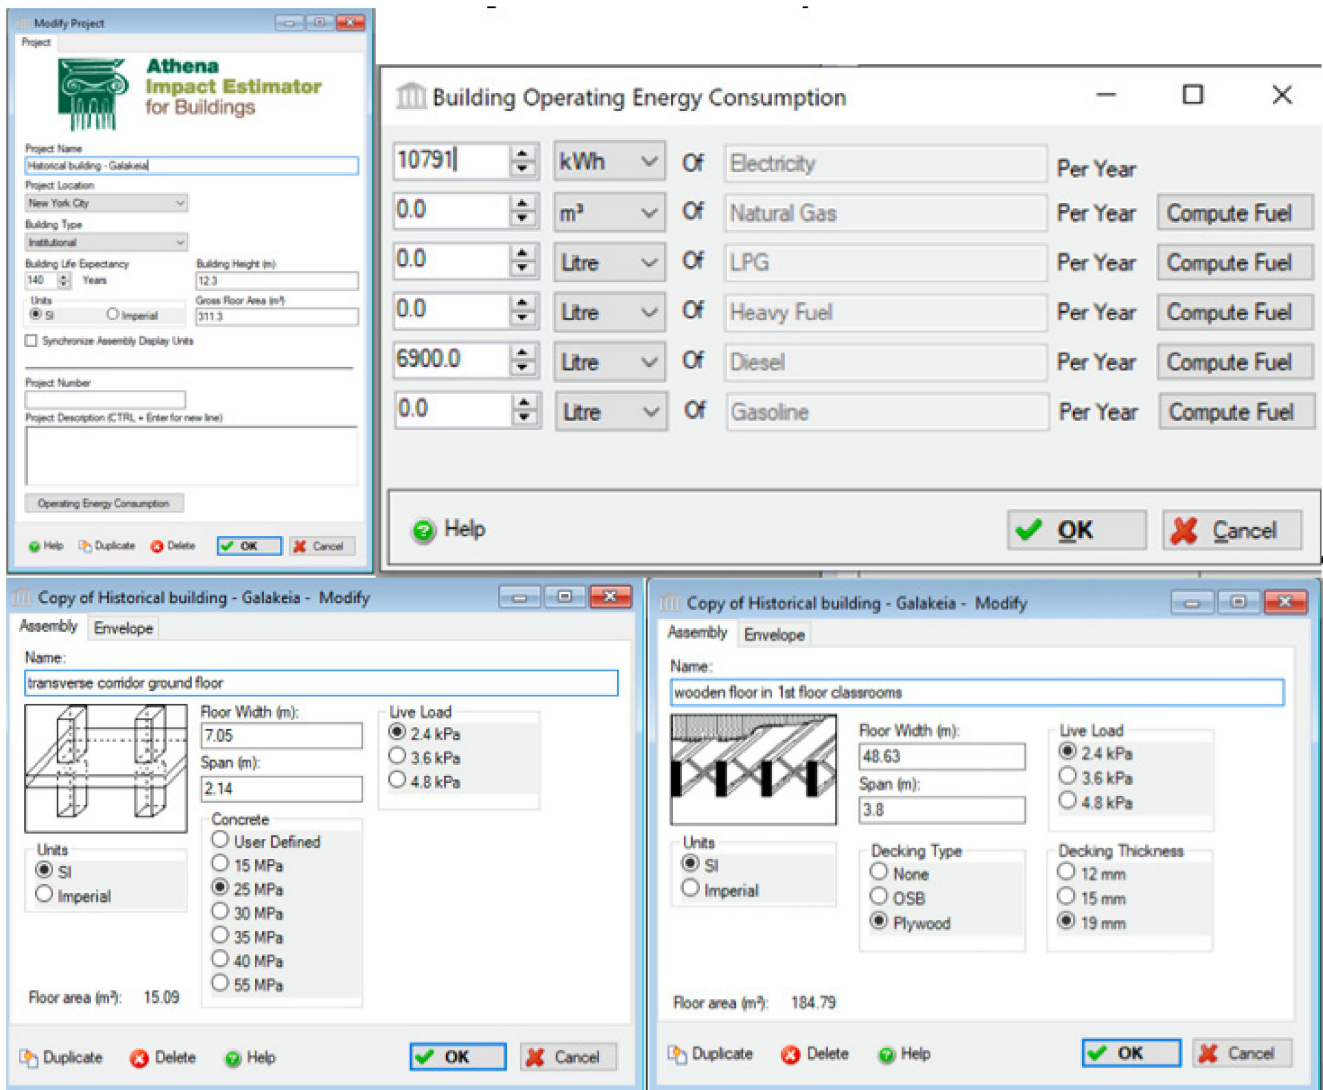 Modify Project
Project
Athena
Impact Estimator
for Buildings
Project Name
Historical building - Galakeia
Project Location
New York City
Building Type
Institutional
Building Life Expectancy
Building Height (m)
140
Years
12.3
Units
SI
Imperial
Gross Floor Area (m²)
311.3
Synchronize Assembly Display Units
Project Number
Project Description (CTRL + Enter for new line)
Operating Energy Consumption
Help Duplicate Delete OK Cancel
Building Operating Energy Consumption
10791 kWh Of Electricity Per Year
0.0 m³ Of Natural Gas Per Year Compute Fuel
0.0 Litre Of LPG Per Year Compute Fuel
0.0 Litre Of Heavy Fuel Per Year Compute Fuel
6900.0 Litre Of Diesel Per Year Compute Fuel
0.0 Litre Of Gasoline Per Year Compute Fuel
Help OK Cancel
Copy of Historical building - Galakeia - Modify
Assembly Envelope
Name:
transverse corridor ground floor
Floor Width (m):
7.05
Span (m):
2.14
Live Load
2.4 kPa
3.6 kPa
4.8 kPa
Units
SI
Imperial
Concrete
User Defined
15 MPa
25 MPa
30 MPa
35 MPa
40 MPa
55 MPa
Floor area (m²): 15.09
Duplicate Delete Help OK Cancel
Copy of Historical building - Galakeia - Modify
Assembly Envelope
Name:
wooden floor in 1st floor classrooms
Floor Width (m):
48.63
Span (m):
3.8
Live Load
2.4 kPa
3.6 kPa
4.8 kPa
Units
SI
Imperial
Decking Type
None
OSB
Plywood
Decking Thickness
12 mm
15 mm
19 mm
Floor area (m²): 184.79
Duplicate Delete Help OK Cancel